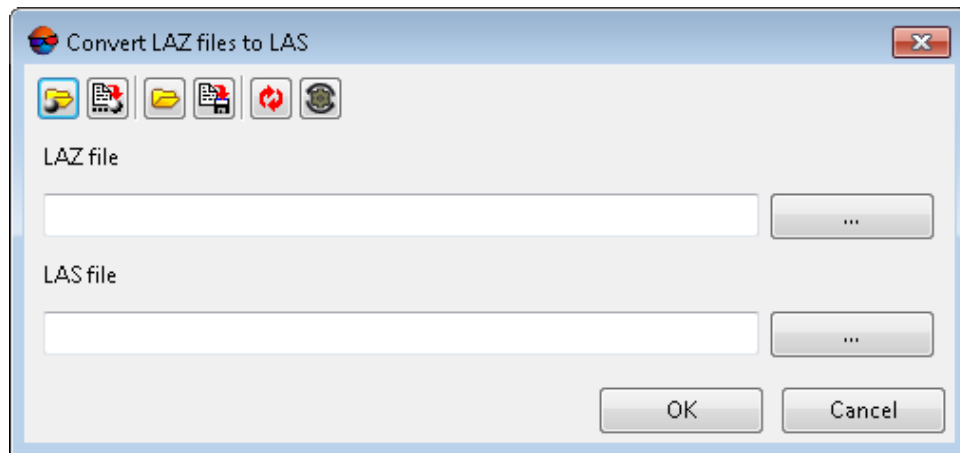 Convert LAZ files to LAS
LAZ file
...
LAS file
...
OK Cancel